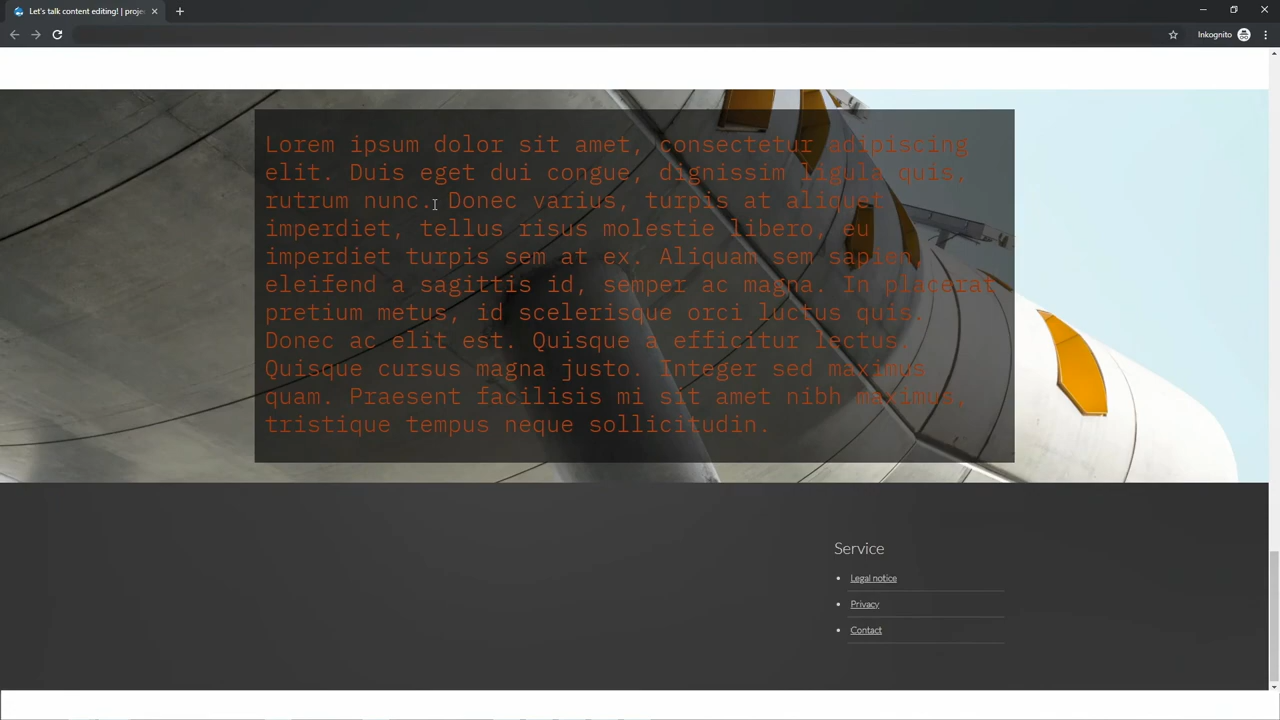 Let's talk content editing! | proje
Inkognito
Lorem ipsum dolor sit amet, consectetur adipiscing
elit. Duis eget dui congue, dignissim ligula quis,
rutrum nunc. Donec varius, turpis at aliquet
imperdiet, tellus risus molestie libero, eu
imperdiet turpis sem at ex. Aliquam sem sapien,
eleifend a sagittis id, semper ac magna. In placerat
pretium metus, id scelerisque orci luctus quis.
Donec ac elit est. Quisque a efficitur lectus.
Quisque cursus magna justo. Integer sed maximus
quam. Praesent facilisis mi sit amet nibh maximus,
tristique tempus neque sollicitudin.
Service
Legal notice
Privacy
Contact